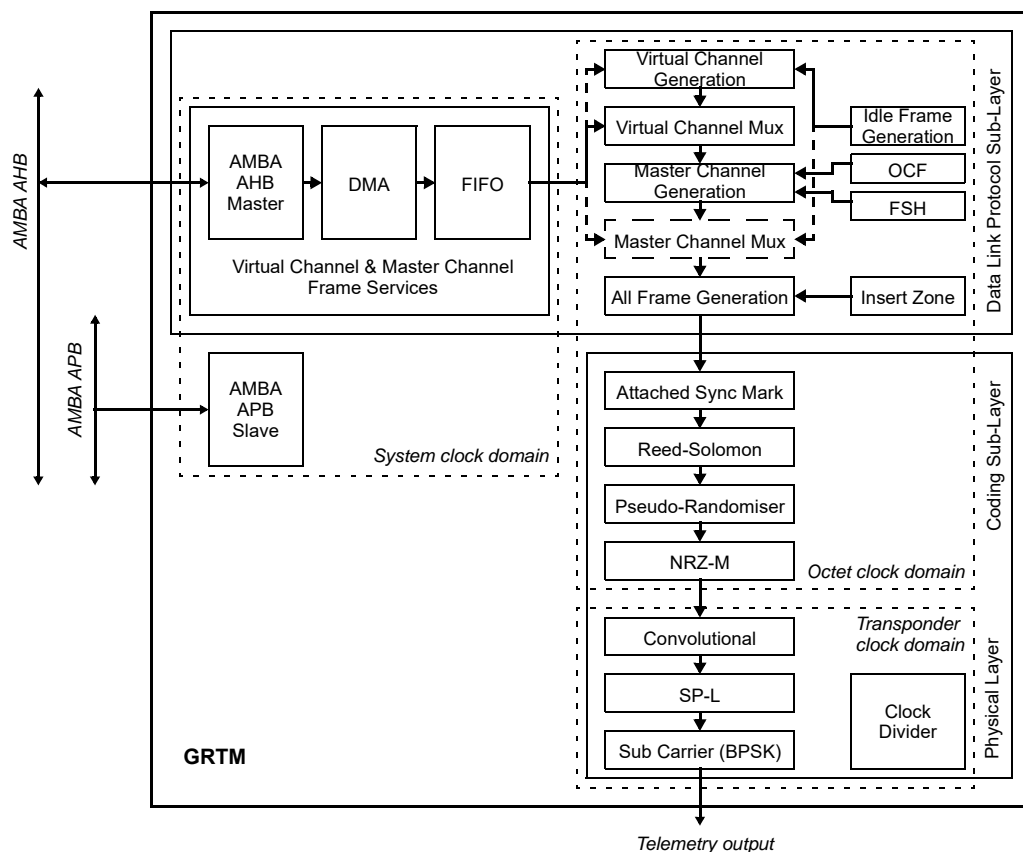 AMBA AHB
AMBA APB
AMBA
AHB
Master
DMA
FIFO
Virtual Channel & Master Channel
Frame Services
AMBA
APB
Slave
System clock domain
Virtual Channel
Generation
Virtual Channel Mux
Master Channel
Generation
Master Channel Mux
All Frame Generation
Idle Frame
Generation
OCF
FSH
Insert Zone
Data Link Protocol Sub-Layer
Attached Sync Mark
Reed-Solomon
Pseudo-Randomiser
NRZ-M
Octet clock domain
Coding Sub-Layer
Convolutional
SP-L
Sub Carrier (BPSK)
Transponder
clock domain
Clock
Divider
Physical Layer
GRTM
Telemetry output